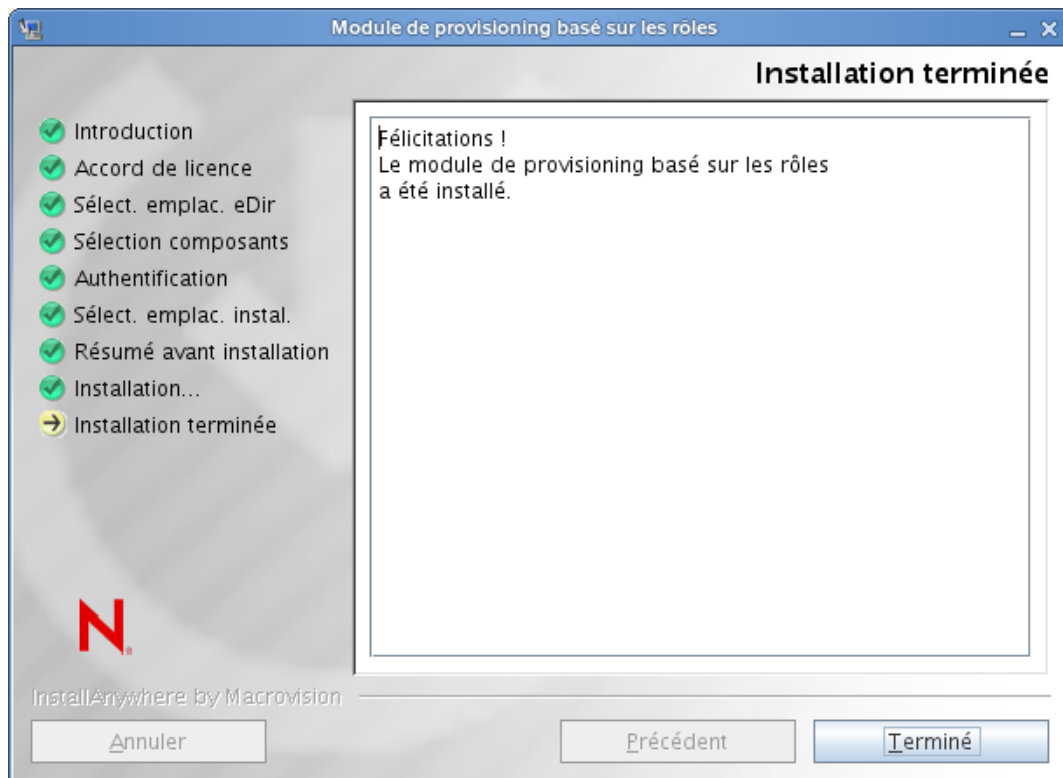 Module de provisioning basé sur les rôles
Installation terminée
Introduction
Accord de licence
Sélect. emplac. eDir
Sélection composants
Authentification
Sélect. emplac. instal.
Résumé avant installation
Installation...
Installation terminée
Félicitations !
Le module de provisioning basé sur les rôles
a été installé.
N
InstallAnywhere by Macrovision
Annuler
Précédent
Terminé